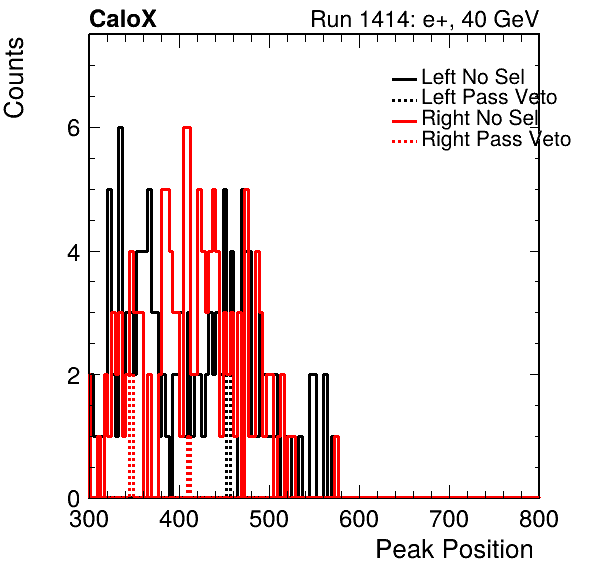 CaloX Run 1414: e+, 40 GeV
Counts
Left No Sel
Left Pass Veto
Right No Sel
Right Pass Veto
6
4
2
0
300 400 500 600 700 800
Peak Position